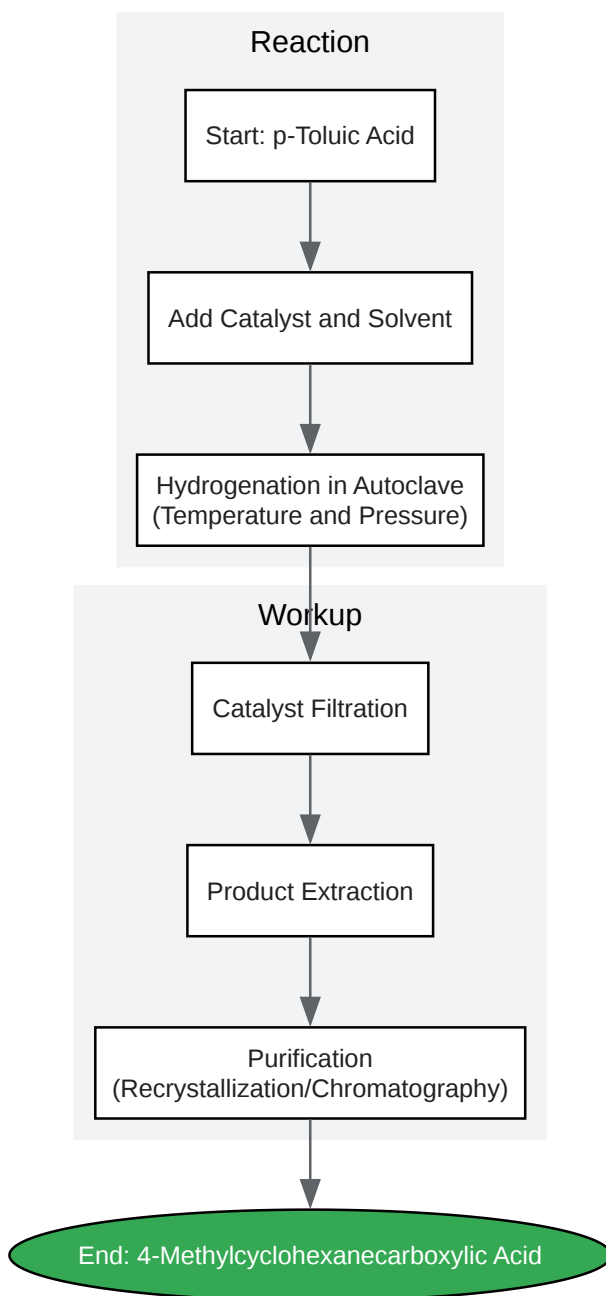 Reaction
Start: p-Toluic Acid
Add Catalyst and Solvent
Hydrogenation in Autoclave
(Temperature and Pressure)
Workup
Catalyst Filtration
Product Extraction
Purification
(Recrystallization/Chromatography)
End: 4-Methylcyclohexanecarboxylic Acid